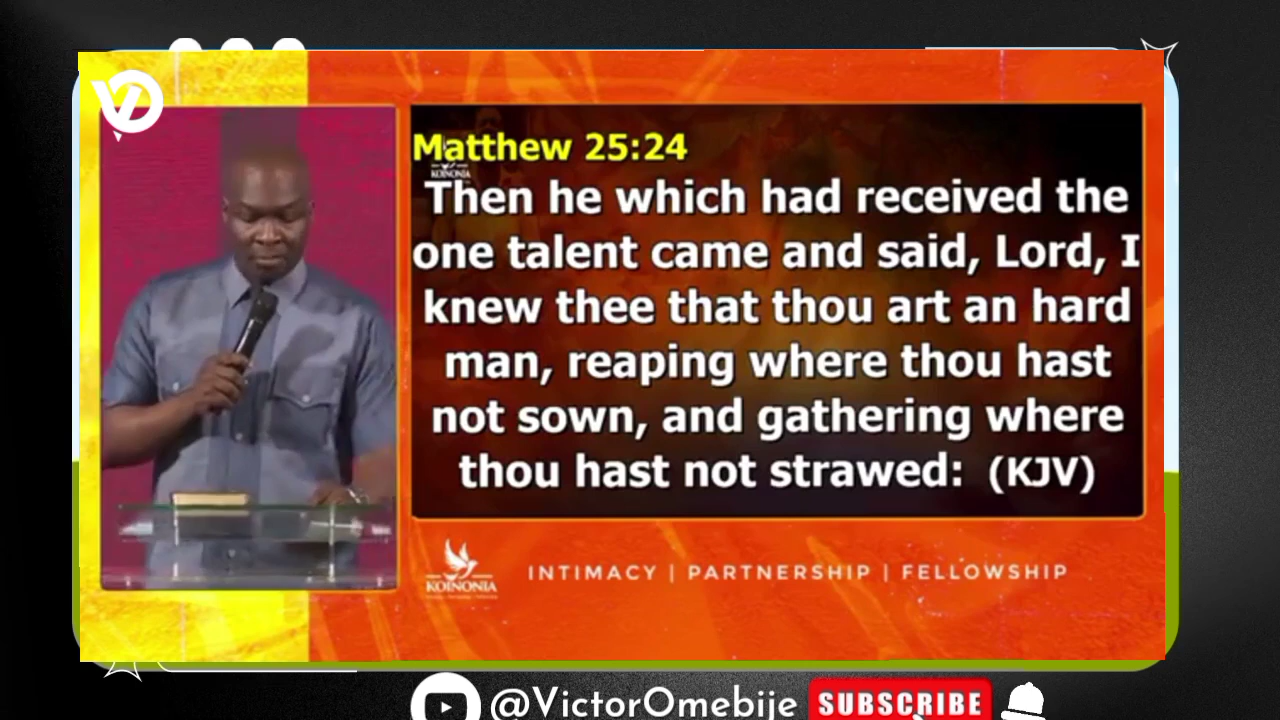 Matthew 25:24
KOINONIA
Then he which had received the
one talent came and said, Lord, I
knew thee that thou art an hard
man, reaping where thou hast
not sown, and gathering where
thou hast not strawed: (KJV)
KOINONIA
INTIMACY | PARTNERSHIP | FELLOWSHIP
@VictorOmebije SUBSCRIBE